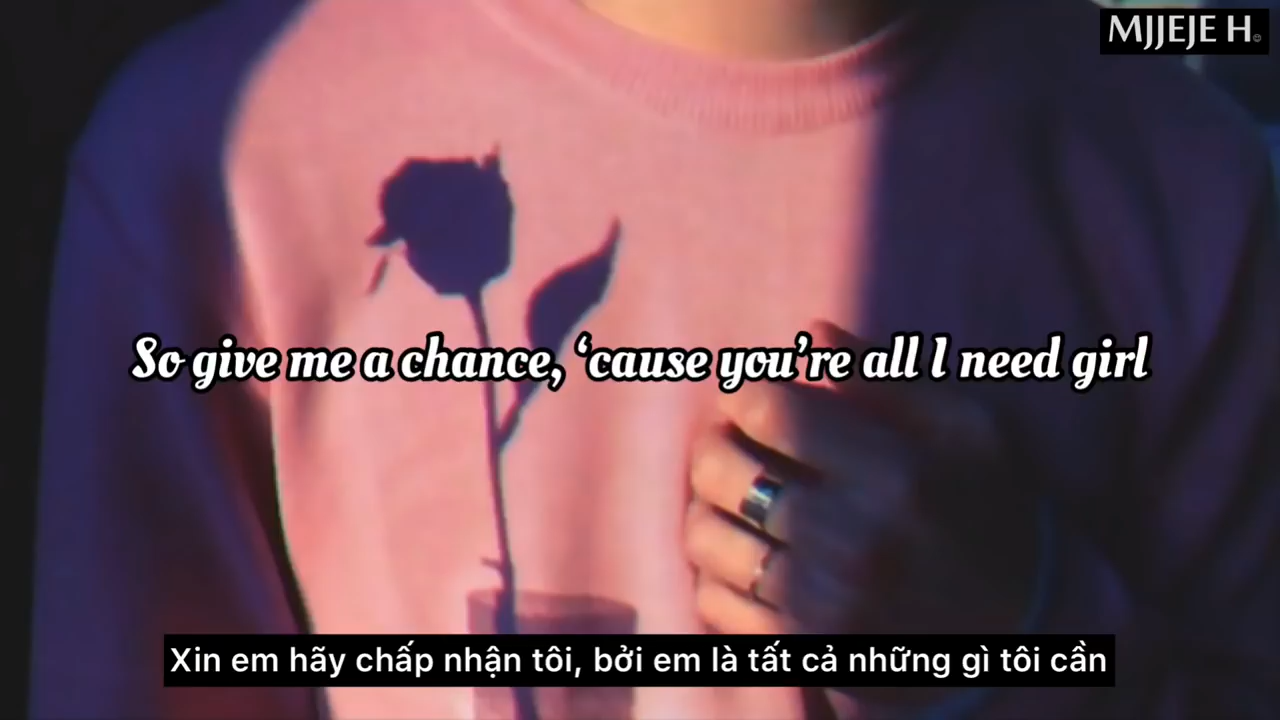 MJJEJE H.©
So give me a chance, ‘cause you’re all I need girl
Xin em hãy chấp nhận tôi, bởi em là tất cả những gì tôi cần